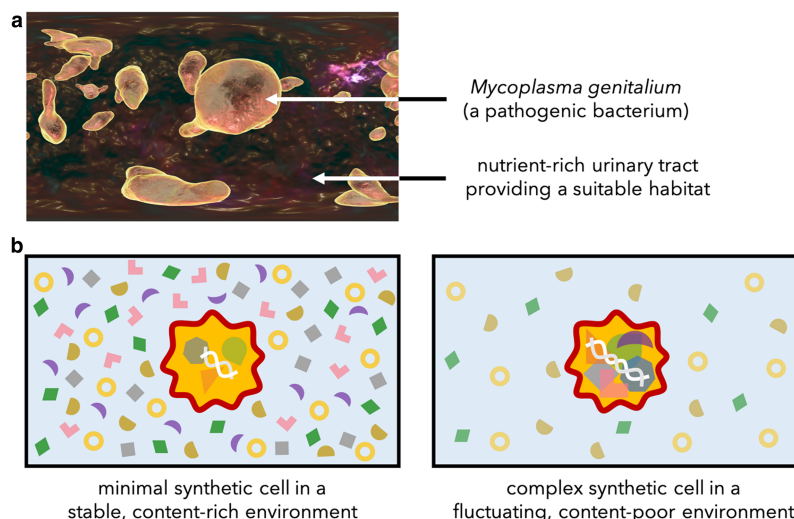 a
Mycoplasma genitalium
(a pathogenic bacterium)
nutrient-rich urinary tract
providing a suitable habitat
b
minimal synthetic cell in a
stable, content-rich environment
complex synthetic cell in a
fluctuating, content-poor environment